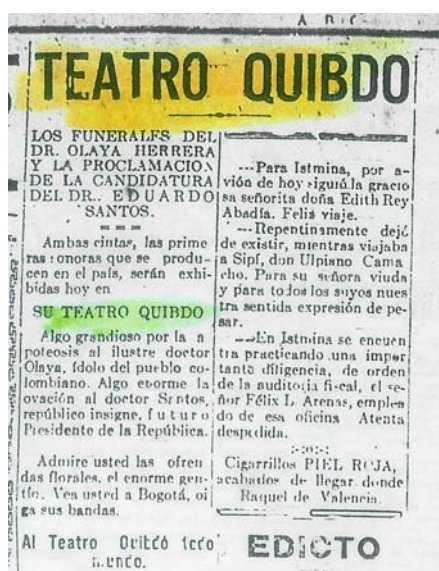 A B C
TEATRO QUIBDO
LOS FUNERALES DEL
DR. OLAYA HERRERA
Y LA PROCLAMACION
DE LA CANDIDATURA
DEL DR. EDUARDO
SANTOS.
Ambas cintas, las prime
ras sonoras que se produ-
cen en el país, serán exhi-
bidas hoy en
SU TEATRO QUIBDO
Algo grandioso por la a
poteosis al ilustre doctor
Olaya, ídolo del pueblo co-
lombiano. Algo enorme la
ovación al doctor Santos,
repúblico insigne, futuro
Presidente de la República.
Admire usted las ofren
das florales, el enorme gen-
tío. Vea usted a Bogotá, oi
ga sus bandas.
Al Teatro Quibdó todo
mundo.
---Para Istmina, por a-
vión de hoy siguió la gracio
sa señorita doña Edith Rey
Abadía. Felis viaje.
---Repentinamente dejó
de existir, mientras viajaba
a Sipí, don Ulpiano Cama
cho. Para su señora viuda
y para todos los suyos nues
tra sentida expresión de pe-
sar.
---En Istmina se encuen
tra practicando una impor
tante diligencia, de orden
de la auditoria fiscal, el se-
ñor Félix L. Arenas, emplea
do de esa oficina Atenta
despedida.
Cigarrillos PIEL ROJA,
acabados de llegar donde
Raquel de Valencia.
EDICTO